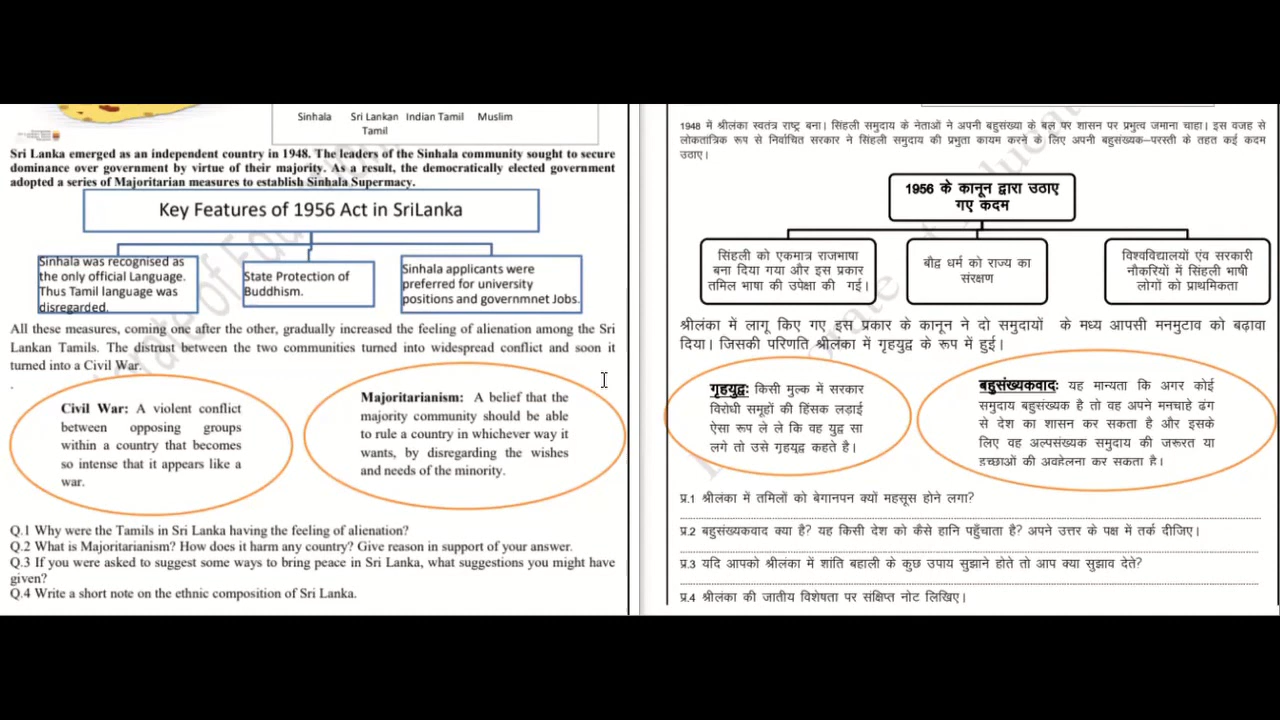 Sinhala Sri Lankan Indian Tamil Muslim
Tamil
Sri Lanka emerged as an independent country in 1948. The leaders of the Sinhala community sought to secure
dominance over government by virtue of their majority. As a result, the democratically elected government
adopted a series of Majoritarian measures to establish Sinhala Supermacy.
Key Features of 1956 Act in SriLanka
Sinhala was recognised as
the only official Language.
Thus Tamil language was
disregarded.
State Protection of
Buddhism.
Sinhala applicants were
preferred for university
positions and governmnet Jobs.
All these measures, coming one after the other, gradually increased the feeling of alienation among the Sri
Lankan Tamils. The distrust between the two communities turned into widespread conflict and soon it
turned into a Civil War.
.
Civil War: A violent conflict
between opposing groups
within a country that becomes
so intense that it appears like a
war.
Majoritarianism: A belief that the
majority community should be able
to rule a country in whichever way it
wants, by disregarding the wishes
and needs of the minority.
Q.1 Why were the Tamils in Sri Lanka having the feeling of alienation?
Q.2 What is Majoritarianism? How does it harm any country? Give reason in support of your answer.
Q.3 If you were asked to suggest some ways to bring peace in Sri Lanka, what suggestions you might have
given?
Q.4 Write a short note on the ethnic composition of Sri Lanka.
1948 में श्रीलंका स्वतंत्र राष्ट्र बना। सिंहली समुदाय के नेताओं ने अपनी बहुसंख्या के बल पर शासन पर प्रभुत्व जमाना चाहा। इस वजह से
लोकतांत्रिक रूप से निर्वाचित सरकार ने सिंहली समुदाय की प्रभुता कायम करने के लिए अपनी बहुसंख्यक–परस्ती के तहत कई कदम
उठाए।
1956 के कानून द्वारा उठाए
गए कदम
सिंहली को एकमात्र राजभाषा
बना दिया गया और इस प्रकार
तमिल भाषा की उपेक्षा की गई।
बौद्व धर्म को राज्य का
संरक्षण
विश्वविद्यालयों एंव सरकारी
नौकरियों में सिंहली भाषी
लोगों को प्राथमिकता
श्रीलंका में लागू किए गए इस प्रकार के कानून ने दो समुदायों के मध्य आपसी मनमुटाव को बढ़ावा
दिया। जिसकी परिणति श्रीलंका में गृहयुद्व के रूप में हुई।
गृहयुद्वः किसी मुल्क में सरकार
विरोधी समूहों की हिंसक लड़ाई
ऐसा रूप ले ले कि वह युद्व सा
लगे तो उसे गृहयुद्व कहते है।
बहुसंख्यकवादः यह मान्यता कि अगर कोई
समुदाय बहुसंख्यक है तो वह अपने मनचाहे ढंग
से देश का शासन कर सकता है और इसके
लिए वह अल्पसंख्यक समुदाय की जरूरत या
इच्छाओं की अवहेलना कर सकता है।
प्र.1 श्रीलंका में तमिलों को बेगानपन क्यों महसूस होने लगा?
प्र.2 बहुसंख्यकवाद क्या है? यह किसी देश को कैसे हानि पहुँचाता है? अपने उत्तर के पक्ष में तर्क दीजिए।
प्र.3 यदि आपको श्रीलंका में शांति बहाली के कुछ उपाय सुझाने होते तो आप क्या सुझाव देते?
प्र.4 श्रीलंका की जातीय विशेषता पर संक्षिप्त नोट लिखिए।